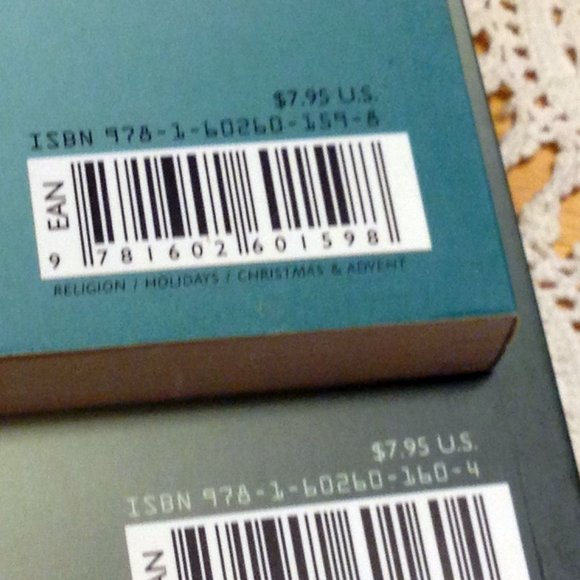 $7.95 U.S.
ISBN 978-1-60260-159-8
EAN
9 781602 601598
RELIGION / HOLIDAYS / CHRISTMAS & ADVENT
$7.95 U.S.
ISBN 978-1-60260-160-4
AN